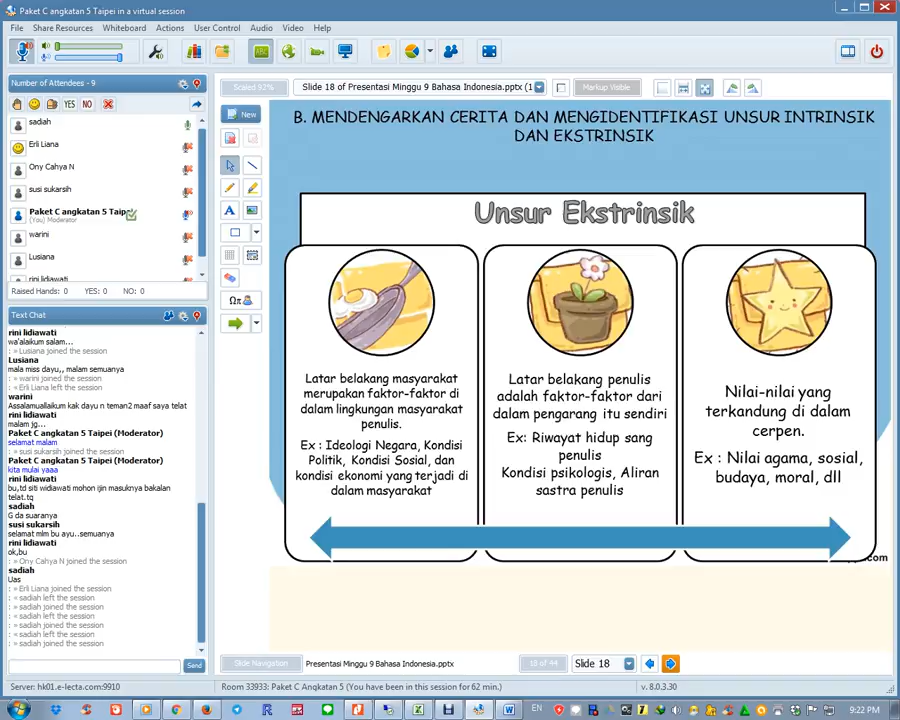 Paket C angkatan 5 Taipei in a virtual session
File Share Resources Whiteboard Actions User Control Audio Video Help
Number of Attendees - 9
YES NO
sadiah
Erli Liana
Ony Cahya N
susi sukarsih
Paket C angkatan 5 Taipei
(You) Moderator
warini
Lusiana
rini lidiawati
Raised Hands: 0 YES: 0 NO: 0
Text Chat
rini lidiawati
wa'alaikum salam...
: » Lusiana joined the session
Lusiana
mala miss dayu,, malam semuanya
: » warini joined the session
: « Erli Liana left the session
warini
Assalamuallaikum kak dayu n teman2 maaf saya telat
rini lidiawati
malam jg...
Paket C angkatan 5 Taipei (Moderator)
selamat malam
: » susi sukarsih joined the session
Paket C angkatan 5 Taipei (Moderator)
kita mulai yaaa
rini lidiawati
bu,td siti widiawati mohon ijin masuknya bakalan
telat.tq
sadiah
G da suaranya
susi sukarsih
selamat mlm bu ayu..semuanya
rini lidiawati
ok,bu
: » Ony Cahya N joined the session
sadiah
Uas
: » Erli Liana joined the session
: « sadiah left the session
: » sadiah joined the session
: « sadiah left the session
: » sadiah joined the session
: « sadiah left the session
: » sadiah joined the session
Send
Scaled 92%
Slide 18 of Presentasi Minggu 9 Bahasa Indonesia.pptx (1
Markup Visible
New
A
Ωπ
B. MENDENGARKAN CERITA DAN MENGIDENTIFIKASI UNSUR INTRINSIK
DAN EKSTRINSIK
Unsur Ekstrinsik
Latar belakang masyarakat
merupakan faktor-faktor di
dalam lingkungan masyarakat
penulis.
Ex : Ideologi Negara, Kondisi
Politik, Kondisi Sosial, dan
kondisi ekonomi yang terjadi di
dalam masyarakat
Latar belakang penulis
adalah faktor-faktor dari
dalam pengarang itu sendiri
Ex: Riwayat hidup sang
penulis
Kondisi psikologis, Aliran
sastra penulis
Nilai-nilai yang
terkandung di dalam
cerpen.
Ex : Nilai agama, sosial,
budaya, moral, dll
Slide Navigation
Presentasi Minggu 9 Bahasa Indonesia.pptx
18 of 44
Slide 18
Server: hk01.e-lecta.com:9910
Room 33933: Paket C Angkatan 5 (You have been in this session for 62 min.)
v. 8.0.3.30
EN
9:22 PM